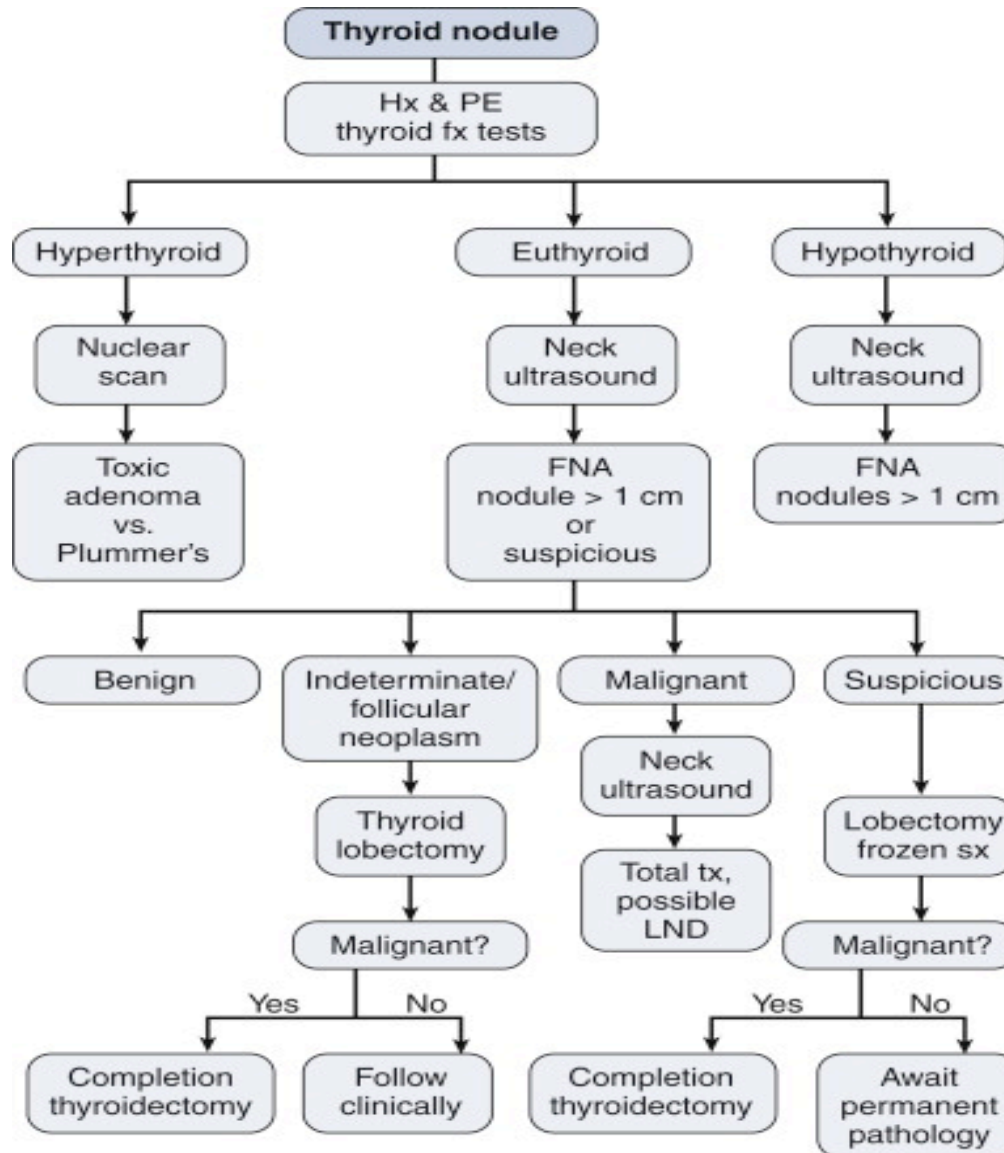 Thyroid nodule
Hx & PE
thyroid fx tests
Hyperthyroid
Euthyroid
Hypothyroid
Nuclear
scan
Neck
ultrasound
Neck
ultrasound
Toxic
adenoma
vs.
Plummer's
FNA
nodule > 1 cm
or
suspicious
FNA
nodules > 1 cm
Benign
Indeterminate/
follicular
neoplasm
Malignant
Suspicious
Neck
ultrasound
Thyroid
lobectomy
Lobectomy
frozen sx
Total tx,
possible
LND
Malignant?
Malignant?
Yes
No
Yes
No
Completion
thyroidectomy
Follow
clinically
Completion
thyroidectomy
Await
permanent
pathology